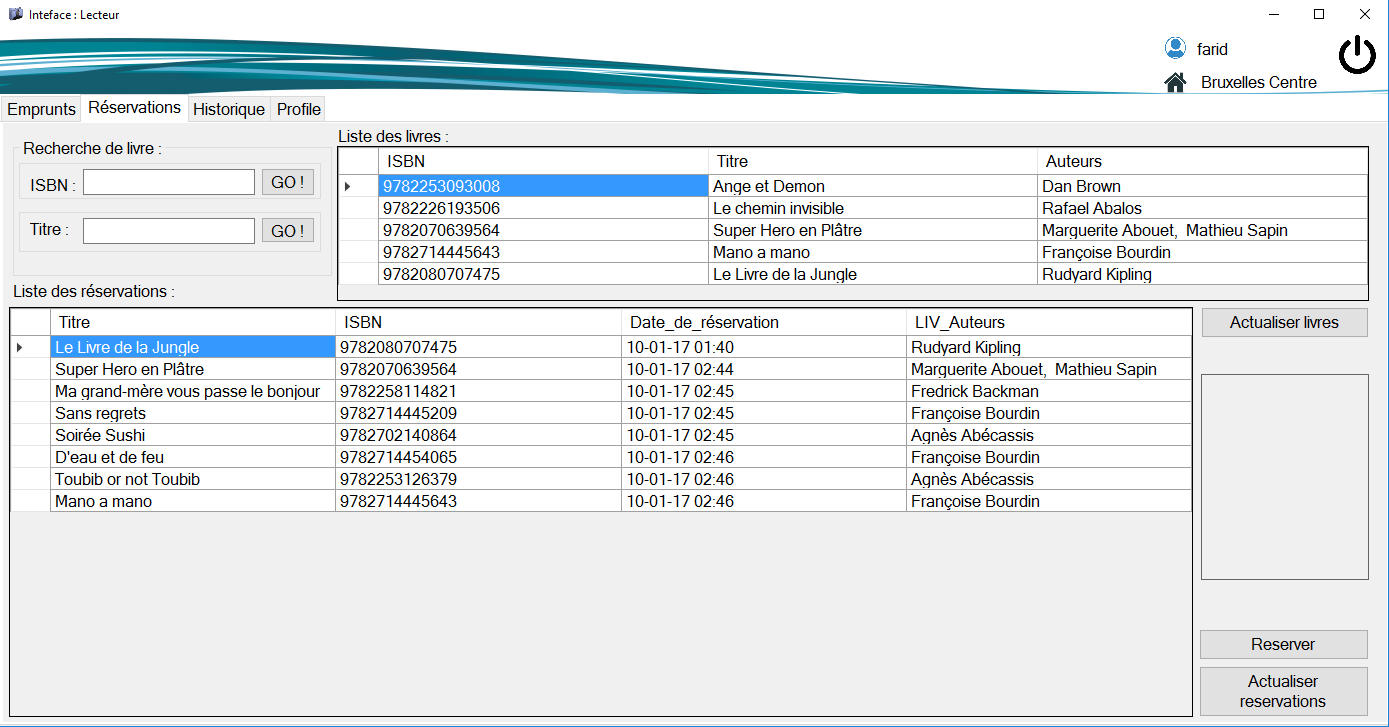 Inteface : Lecteur
farid
Bruxelles Centre
Emprunts Réservations Historique Profile
Recherche de livre :
ISBN : GO !
Titre : GO !
Liste des livres :
ISBN Titre Auteurs
9782253093008 Ange et Demon Dan Brown
9782226193506 Le chemin invisible Rafael Abalos
9782070639564 Super Hero en Plâtre Marguerite Abouet, Mathieu Sapin
9782714445643 Mano a mano Françoise Bourdin
9782080707475 Le Livre de la Jungle Rudyard Kipling
Liste des réservations :
Titre ISBN Date_de_réservation LIV_Auteurs
Le Livre de la Jungle 9782080707475 10-01-17 01:40 Rudyard Kipling
Super Hero en Plâtre 9782070639564 10-01-17 02:44 Marguerite Abouet, Mathieu Sapin
Ma grand-mère vous passe le bonjour 9782258114821 10-01-17 02:45 Fredrick Backman
Sans regrets 9782714445209 10-01-17 02:45 Françoise Bourdin
Soirée Sushi 9782702140864 10-01-17 02:45 Agnès Abécassis
D'eau et de feu 9782714454065 10-01-17 02:46 Françoise Bourdin
Toubib or not Toubib 9782253126379 10-01-17 02:46 Agnès Abécassis
Mano a mano 9782714445643 10-01-17 02:46 Françoise Bourdin
Actualiser livres
Reserver
Actualiser
reservations